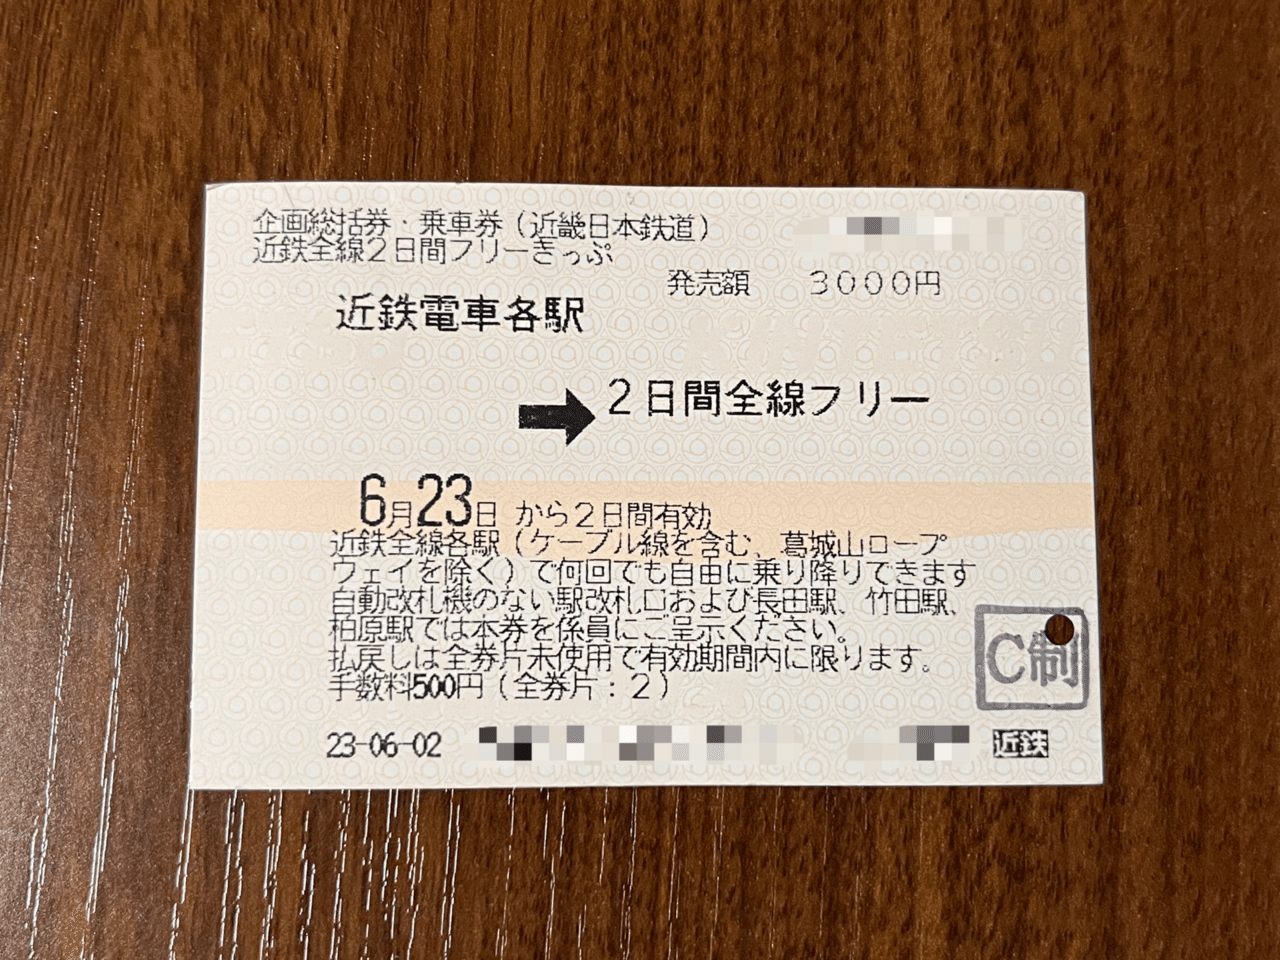 企画総括券・乗車券（近畿日本鉄道）
近鉄全線２日間フリーきっぷ
発売額　３０００円
近鉄電車各駅
➡２日間全線フリー
6月23日 から２日間有効
近鉄全線各駅（ケーブル線を含む、葛城山ロープ
ウェイを除く）で何回でも自由に乗り降りできます
自動改札機のない駅改札口および長田駅、竹田駅、
柏原駅では本券を係員にご呈示ください。
払戻しは全券片未使用で有効期間内に限ります。
手数料500円（全券片：２）
C制
23-06-02
近鉄